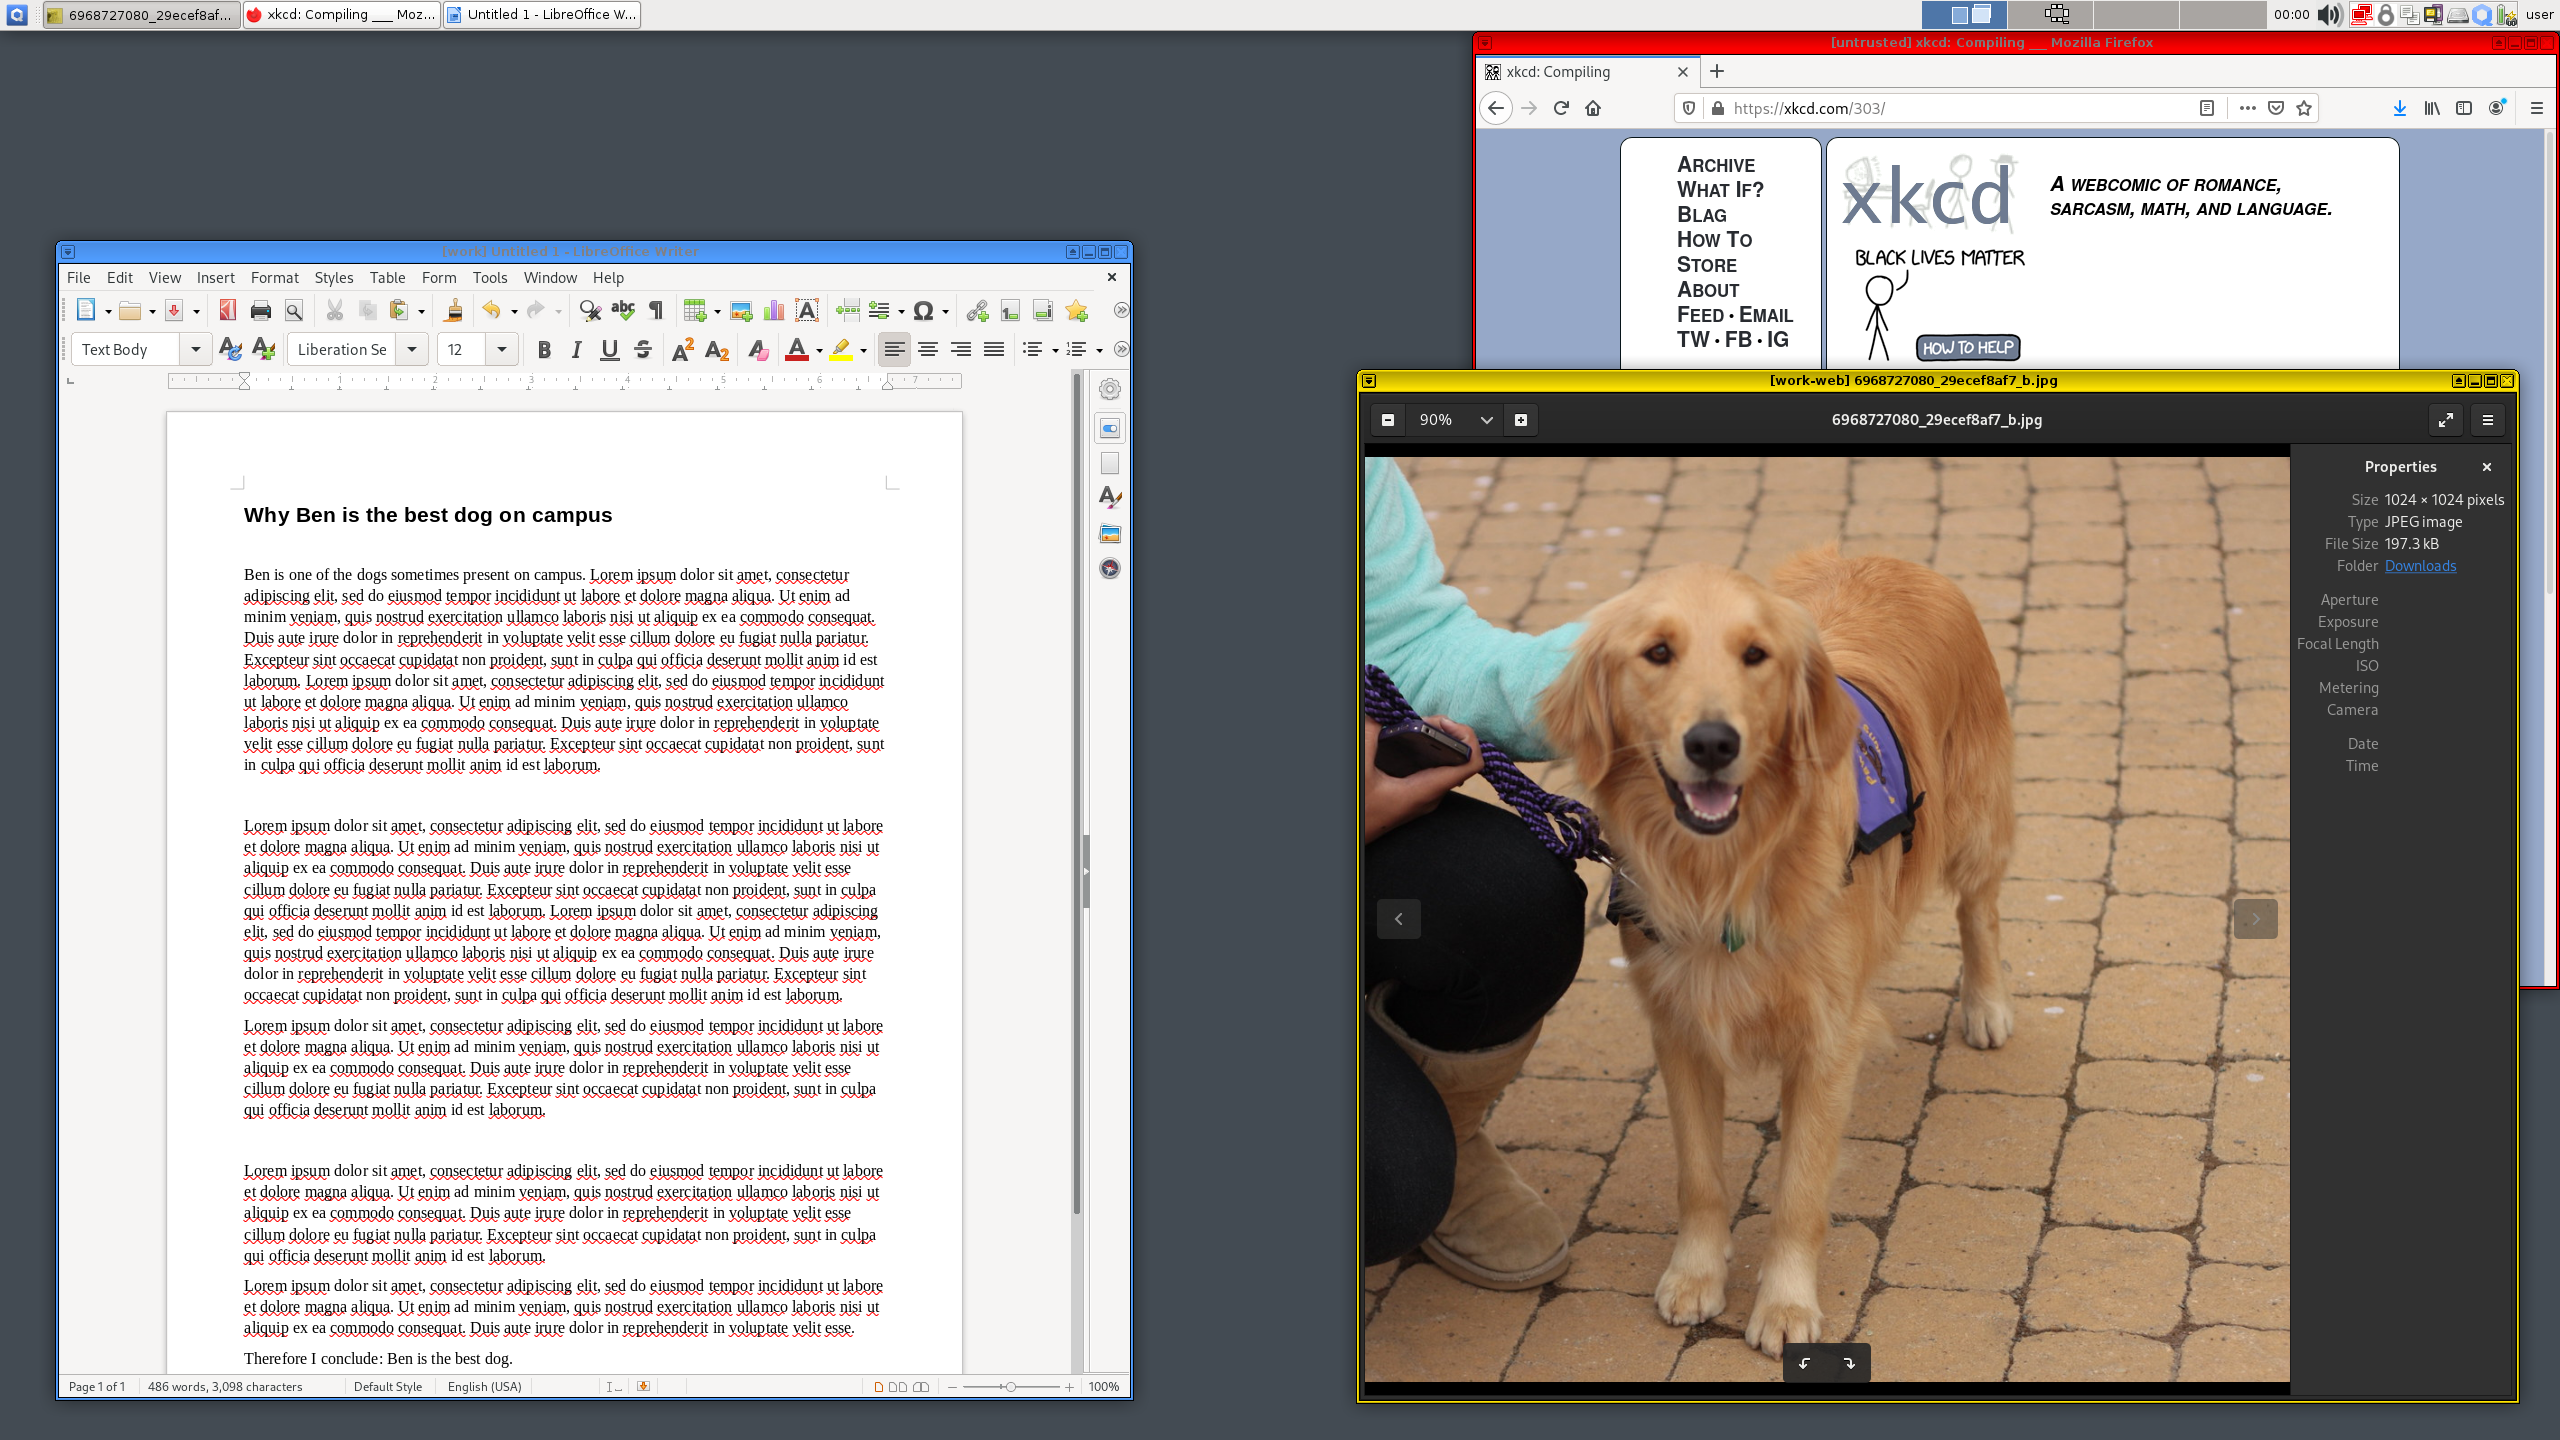 6968727080_29ecef8af...
xkcd: Compiling ___ Moz...
Untitled 1 - LibreOffice W...
00:00
user
[untrusted] xkcd: Compiling ___ Mozilla Firefox
xkcd: Compiling
https://xkcd.com/303/
ARCHIVE
WHAT IF?
BLAG
HOW TO
STORE
ABOUT
FEED • EMAIL
TW • FB • IG
xkcd
A WEBCOMIC OF ROMANCE,
SARCASM, MATH, AND LANGUAGE.
BLACK LIVES MATTER
HOW TO HELP
[work] Untitled 1 - LibreOffice Writer
File Edit View Insert Format Styles Table Form Tools Window Help
Text Body
Liberation Se
12
1 2 3 4 5 6 7
Why Ben is the best dog on campus
Ben is one of the dogs sometimes present on campus. Lorem ipsum dolor sit amet, consectetur
adipiscing elit, sed do eiusmod tempor incididunt ut labore et dolore magna aliqua. Ut enim ad
minim veniam, quis nostrud exercitation ullamco laboris nisi ut aliquip ex ea commodo consequat.
Duis aute irure dolor in reprehenderit in voluptate velit esse cillum dolore eu fugiat nulla pariatur.
Excepteur sint occaecat cupidatat non proident, sunt in culpa qui officia deserunt mollit anim id est
laborum. Lorem ipsum dolor sit amet, consectetur adipiscing elit, sed do eiusmod tempor incididunt
ut labore et dolore magna aliqua. Ut enim ad minim veniam, quis nostrud exercitation ullamco
laboris nisi ut aliquip ex ea commodo consequat. Duis aute irure dolor in reprehenderit in voluptate
velit esse cillum dolore eu fugiat nulla pariatur. Excepteur sint occaecat cupidatat non proident, sunt
in culpa qui officia deserunt mollit anim id est laborum.
Lorem ipsum dolor sit amet, consectetur adipiscing elit, sed do eiusmod tempor incididunt ut labore
et dolore magna aliqua. Ut enim ad minim veniam, quis nostrud exercitation ullamco laboris nisi ut
aliquip ex ea commodo consequat. Duis aute irure dolor in reprehenderit in voluptate velit esse
cillum dolore eu fugiat nulla pariatur. Excepteur sint occaecat cupidatat non proident, sunt in culpa
qui officia deserunt mollit anim id est laborum. Lorem ipsum dolor sit amet, consectetur adipiscing
elit, sed do eiusmod tempor incididunt ut labore et dolore magna aliqua. Ut enim ad minim veniam,
quis nostrud exercitation ullamco laboris nisi ut aliquip ex ea commodo consequat. Duis aute irure
dolor in reprehenderit in voluptate velit esse cillum dolore eu fugiat nulla pariatur. Excepteur sint
occaecat cupidatat non proident, sunt in culpa qui officia deserunt mollit anim id est laborum.
Lorem ipsum dolor sit amet, consectetur adipiscing elit, sed do eiusmod tempor incididunt ut labore
et dolore magna aliqua. Ut enim ad minim veniam, quis nostrud exercitation ullamco laboris nisi ut
aliquip ex ea commodo consequat. Duis aute irure dolor in reprehenderit in voluptate velit esse
cillum dolore eu fugiat nulla pariatur. Excepteur sint occaecat cupidatat non proident, sunt in culpa
qui officia deserunt mollit anim id est laborum.
Lorem ipsum dolor sit amet, consectetur adipiscing elit, sed do eiusmod tempor incididunt ut labore
et dolore magna aliqua. Ut enim ad minim veniam, quis nostrud exercitation ullamco laboris nisi ut
aliquip ex ea commodo consequat. Duis aute irure dolor in reprehenderit in voluptate velit esse
cillum dolore eu fugiat nulla pariatur. Excepteur sint occaecat cupidatat non proident, sunt in culpa
qui officia deserunt mollit anim id est laborum.
Lorem ipsum dolor sit amet, consectetur adipiscing elit, sed do eiusmod tempor incididunt ut labore
et dolore magna aliqua. Ut enim ad minim veniam, quis nostrud exercitation ullamco laboris nisi ut
aliquip ex ea commodo consequat. Duis aute irure dolor in reprehenderit in voluptate velit esse.
Therefore I conclude: Ben is the best dog.
Page 1 of 1
486 words, 3,098 characters
Default Style
English (USA)
100%
[work-web] 6968727080_29ecef8af7_b.jpg
90%
6968727080_29ecef8af7_b.jpg
Properties
Size 1024 × 1024 pixels
Type JPEG image
File Size 197.3 kB
Folder Downloads
Aperture
Exposure
Focal Length
ISO
Metering
Camera
Date
Time